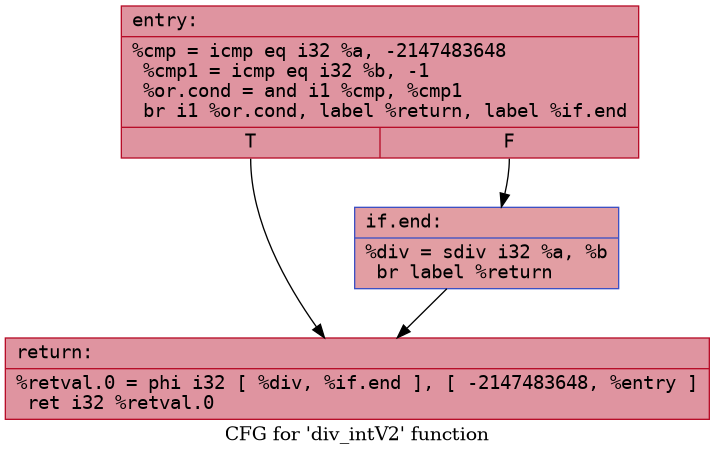 entry:
%cmp = icmp eq i32 %a, -2147483648
%cmp1 = icmp eq i32 %b, -1
%or.cond = and i1 %cmp, %cmp1
br i1 %or.cond, label %return, label %if.end
T
F
if.end:
%div = sdiv i32 %a, %b
br label %return
return:
%retval.0 = phi i32 [ %div, %if.end ], [ -2147483648, %entry ]
ret i32 %retval.0
CFG for 'div_intV2' function